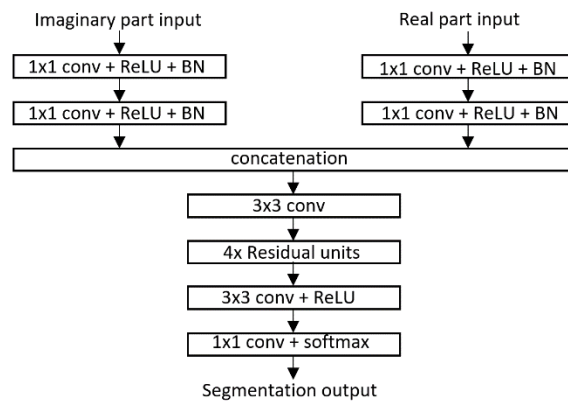 Imaginary part input
Real part input
1x1 conv + ReLU + BN
1x1 conv + ReLU + BN
1x1 conv + ReLU + BN
1x1 conv + ReLU + BN
concatenation
3x3 conv
4x Residual units
3x3 conv + ReLU
1x1 conv + softmax
Segmentation output